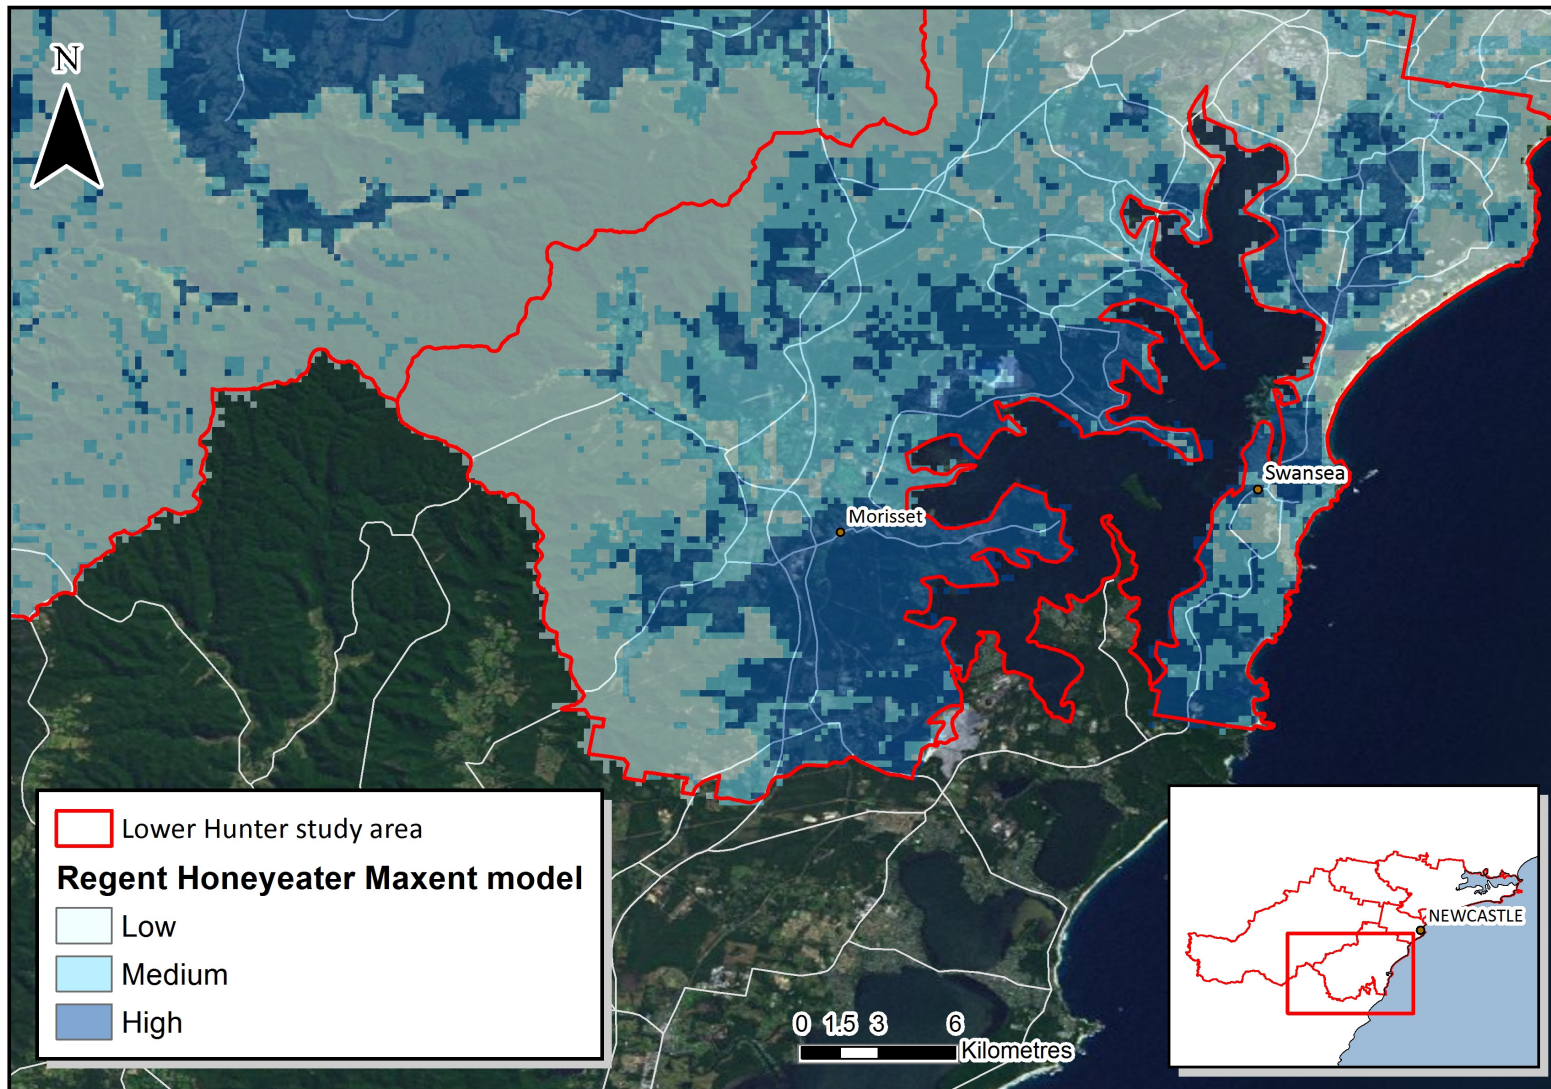 N
Swansea
Morisset
Lower Hunter study area
Regent Honeyeater Maxent model
Low
Medium
High
0 1.5 3 6
Kilometres
NEWCASTLE